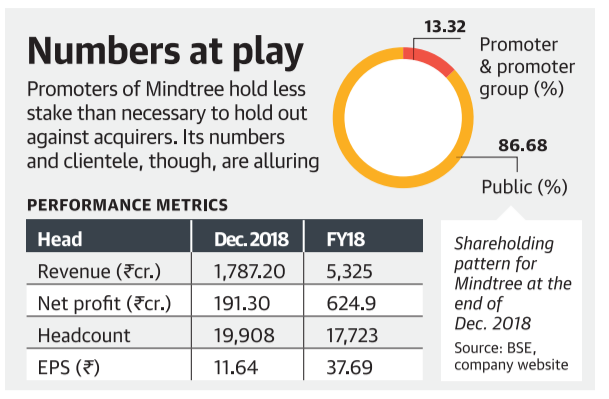 Numbers at play
Promoters of Mindtree hold less
stake than necessary to hold out
against acquirers. Its numbers
and clientele, though, are alluring
13.32
Promoter
& promoter
group (%)
86.68
Public (%)
PERFORMANCE METRICS
Head Dec. 2018 FY18
Revenue (₹cr.) 1,787.20 5,325
Net profit (₹cr.) 191.30 624.9
Headcount 19,908 17,723
EPS (₹) 11.64 37.69
Shareholding
pattern for
Mindtree at the
end of
Dec. 2018
Source: BSE,
company website